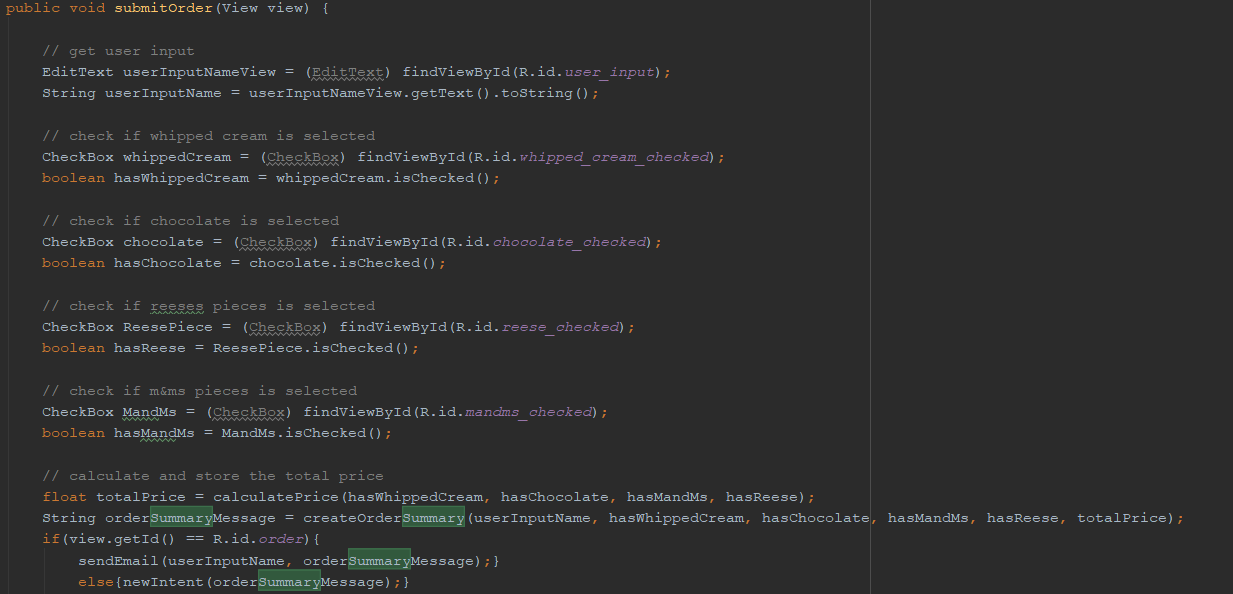 public void submitOrder(View view) {
// get user input
EditText userInputNameView = (EditText) findViewById(R.id.user_input);
String userInputName = userInputNameView.getText().toString();
// check if whipped cream is selected
CheckBox whippedCream = (CheckBox) findViewById(R.id.whipped_cream_checked);
boolean hasWhippedCream = whippedCream.isChecked();
// check if chocolate is selected
CheckBox chocolate = (CheckBox) findViewById(R.id.chocolate_checked);
boolean hasChocolate = chocolate.isChecked();
// check if reeses pieces is selected
CheckBox ReesePiece = (CheckBox) findViewById(R.id.reese_checked);
boolean hasReese = ReesePiece.isChecked();
// check if m&ms pieces is selected
CheckBox MandMs = (CheckBox) findViewById(R.id.mandms_checked);
boolean hasMandMs = MandMs.isChecked();
// calculate and store the total price
float totalPrice = calculatePrice(hasWhippedCream, hasChocolate, hasMandMs, hasReese);
String orderSummaryMessage = createOrderSummary(userInputName, hasWhippedCream, hasChocolate, hasMandMs, hasReese, totalPrice);
if(view.getId() == R.id.order){
sendEmail(userInputName, orderSummaryMessage);}
else{newIntent(orderSummaryMessage);}